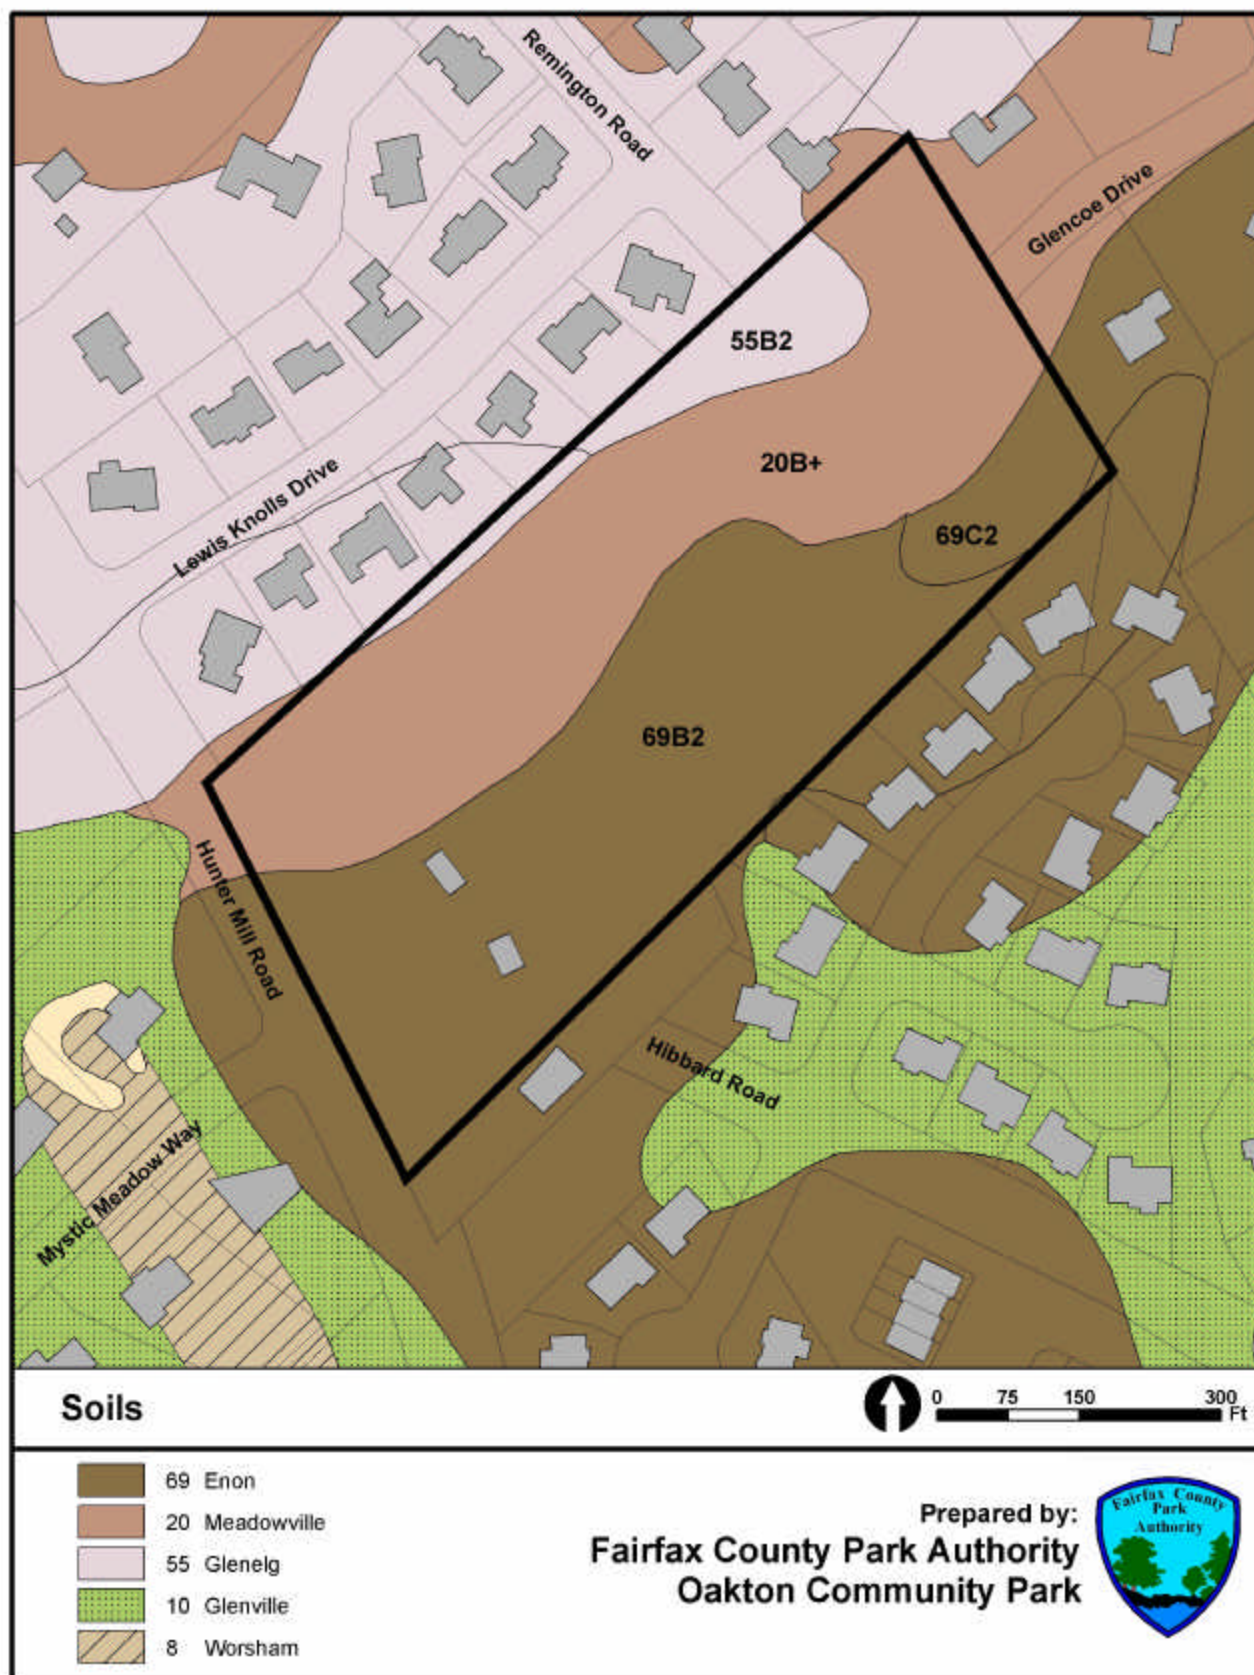 Remington Road
Glencoe Drive
55B2
20B+
Lewis Knolls Drive
69C2
69B2
Hunter Mill Road
Hibbard Road
Mystic Meadow Way
Soils
0 75 150 300
Ft
69 Enon
20 Meadowville
55 Glenelg
10 Glenville
8 Worsham
Prepared by:
Fairfax County Park Authority
Oakton Community Park
Fairfax County
Park
Authority